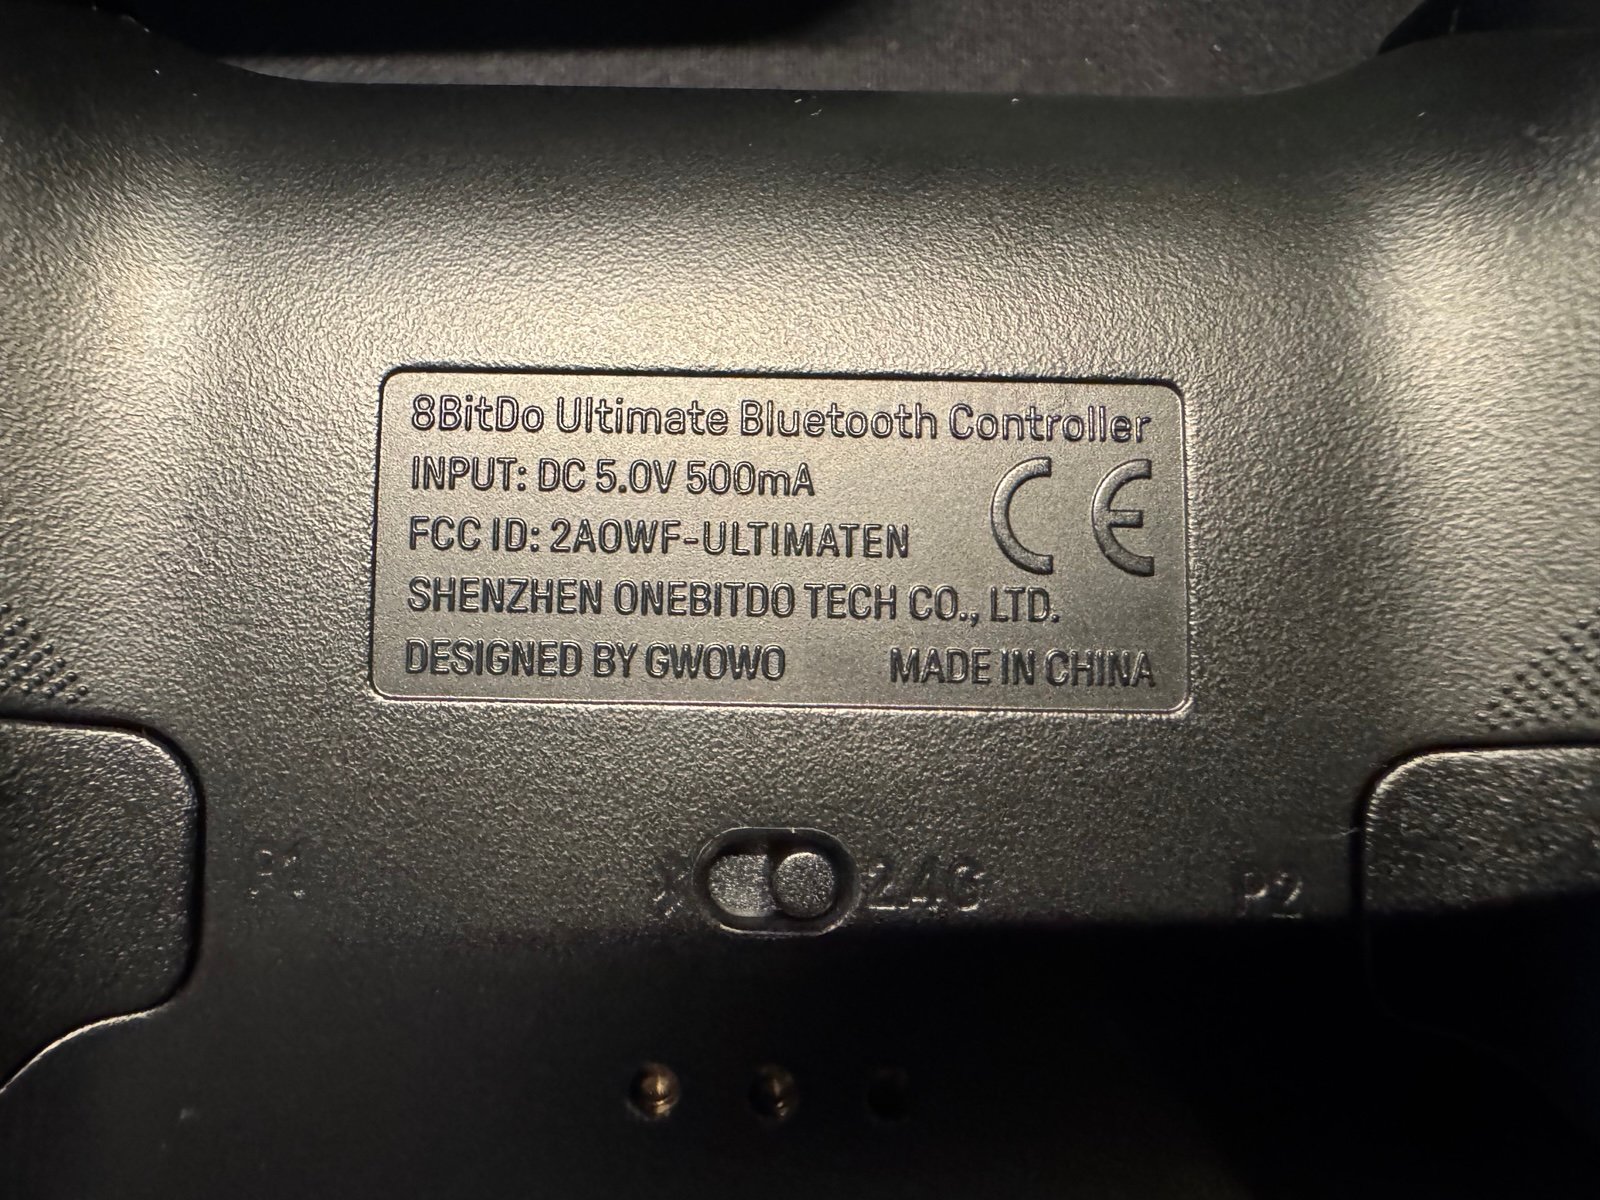 8BitDo Ultimate Bluetooth Controller
INPUT: DC 5.0V 500mA
CE
FCC ID: 2AOWF-ULTIMATEN
SHENZHEN ONEBITDO TECH CO., LTD.
DESIGNED BY GWOWO MADE IN CHINA
P1 X 2.4G P2